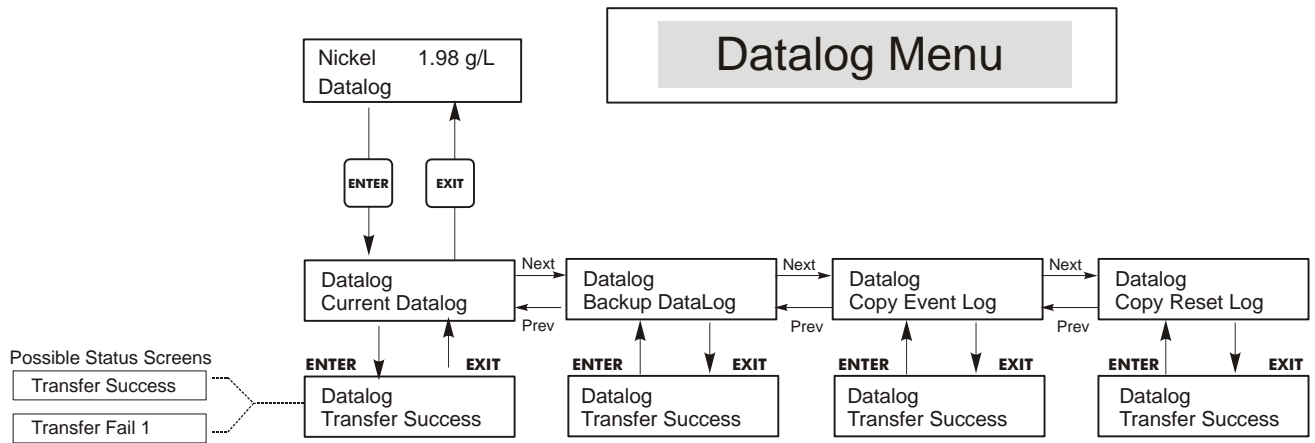 Datalog Menu
Nickel 1.98 g/L
Datalog
ENTER
EXIT
Datalog
Current Datalog
Next
Prev
Datalog
Backup DataLog
Next
Prev
Datalog
Copy Event Log
Next
Prev
Datalog
Copy Reset Log
Possible Status Screens
Transfer Success
Transfer Fail 1
ENTER
EXIT
Datalog
Transfer Success
ENTER
EXIT
Datalog
Transfer Success
ENTER
EXIT
Datalog
Transfer Success
ENTER
EXIT
Datalog
Transfer Success